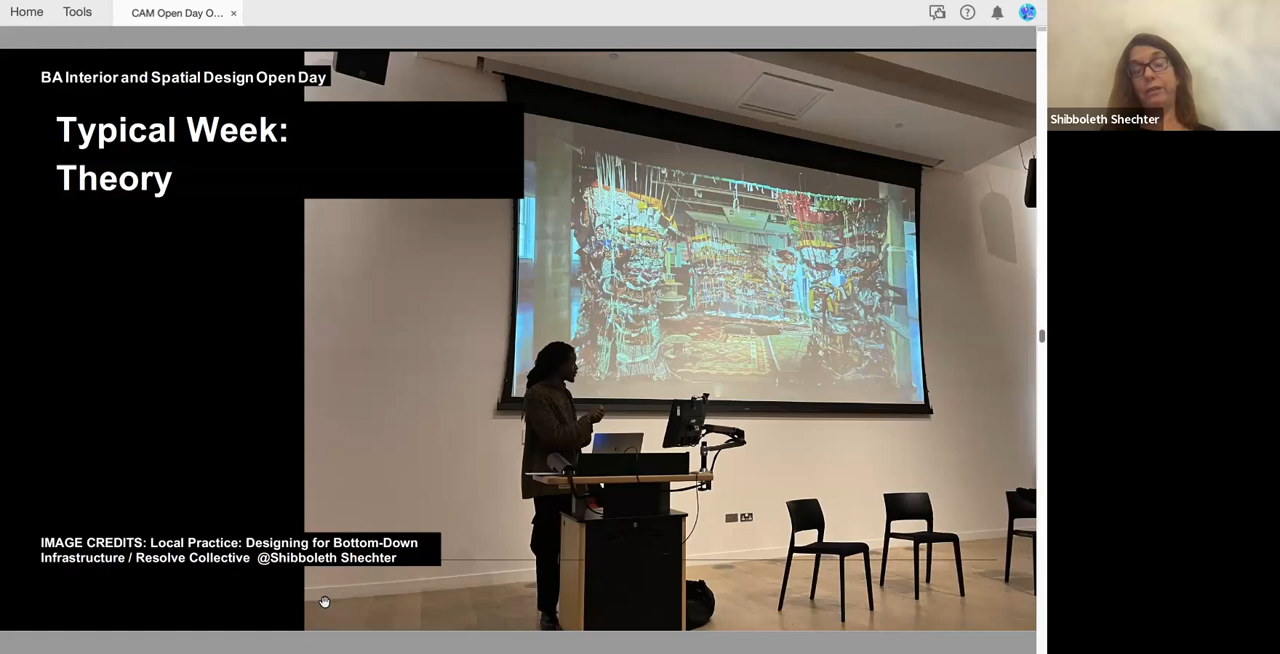 Home
Tools
CAM Open Day O...
BA Interior and Spatial Design Open Day
Typical Week:
Theory
IMAGE CREDITS: Local Practice: Designing for Bottom-Down
Infrastructure / Resolve Collective @Shibboleth Shechter
Shibboleth Shechter